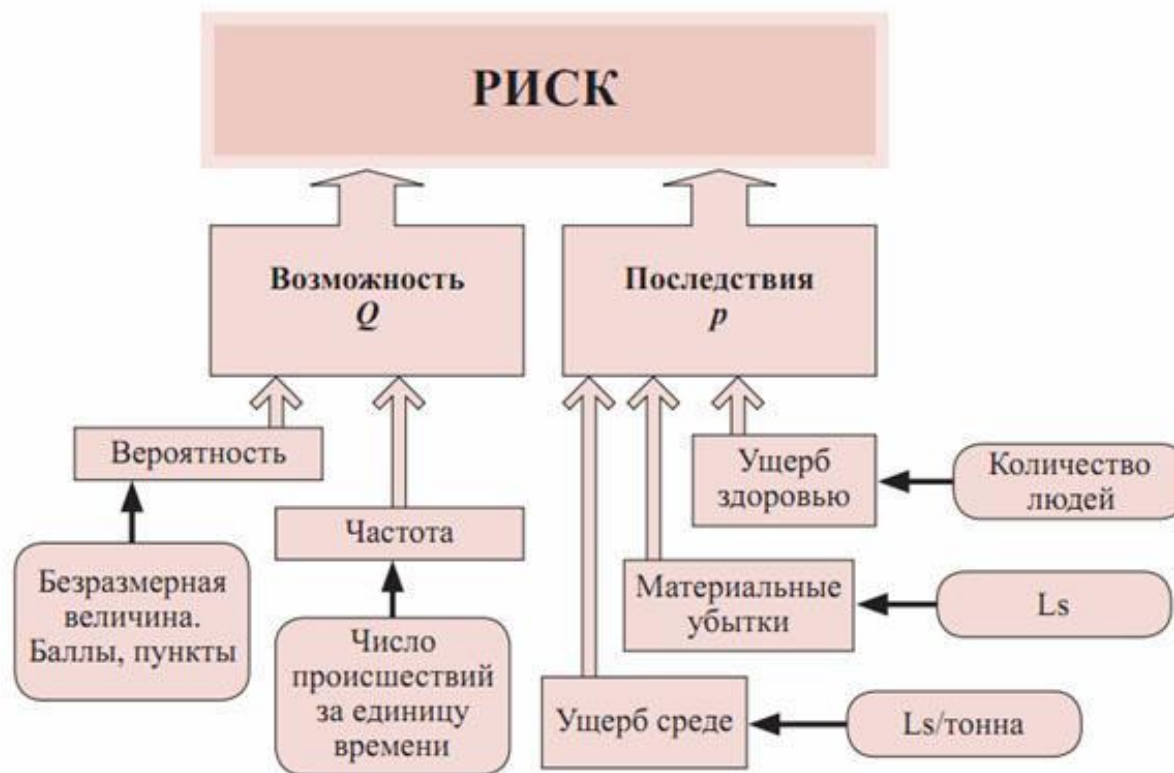 РИСК
Возможность
Q
Последствия
p
Вероятность
Частота
Ущерб
здоровью
Количество
людей
Безразмерная
величина.
Баллы, пункты
Число
происшествий
за единицу
времени
Материальные
убытки
Ls
Ущерб среде
Ls/тонна